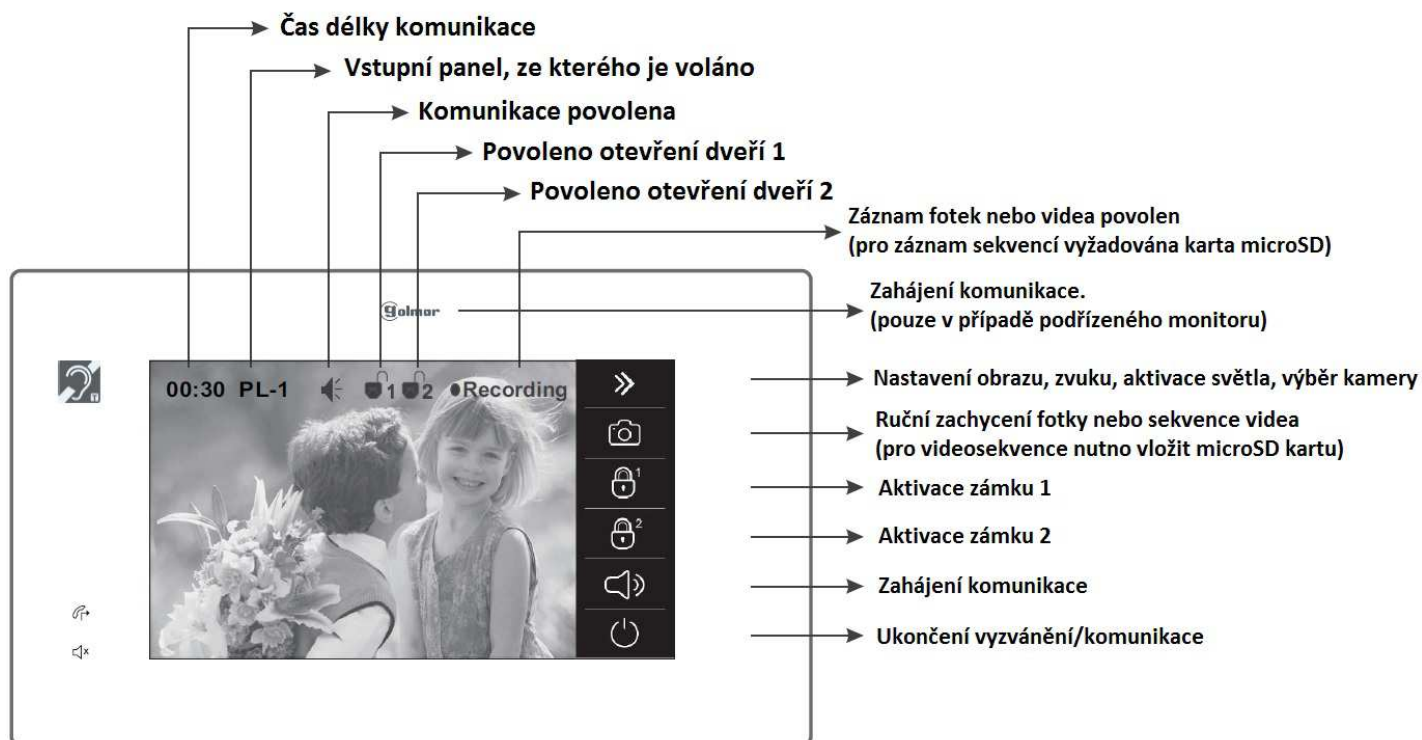 Čas délky komunikace
Vstupní panel, ze kterého je voláno
Komunikace povolena
Povoleno otevření dveří 1
Povoleno otevření dveří 2
Záznam fotek nebo videa povolen
(pro záznam sekvencí vyžadována karta microSD)
Zahájení komunikace.
(pouze v případě podřízeného monitoru)
Nastavení obrazu, zvuku, aktivace světla, výběr kamery
Ruční zachycení fotky nebo sekvence videa
(pro videosekvence nutno vložit microSD kartu)
Aktivace zámku 1
Aktivace zámku 2
Zahájení komunikace
Ukončení vyzvánění/komunikace
golmar
00:30 PL-1 1 2 Recording
1
2
T